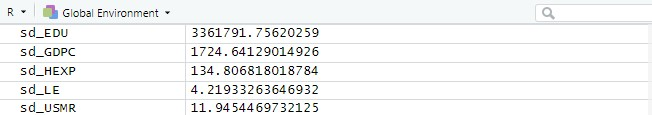 R Global Environment
sd_EDU 3361791.75620259
sd_GDPC 1724.64129014926
sd_HEXP 134.806818018784
sd_LE 4.21933263646932
sd_USMR 11.9454469732125